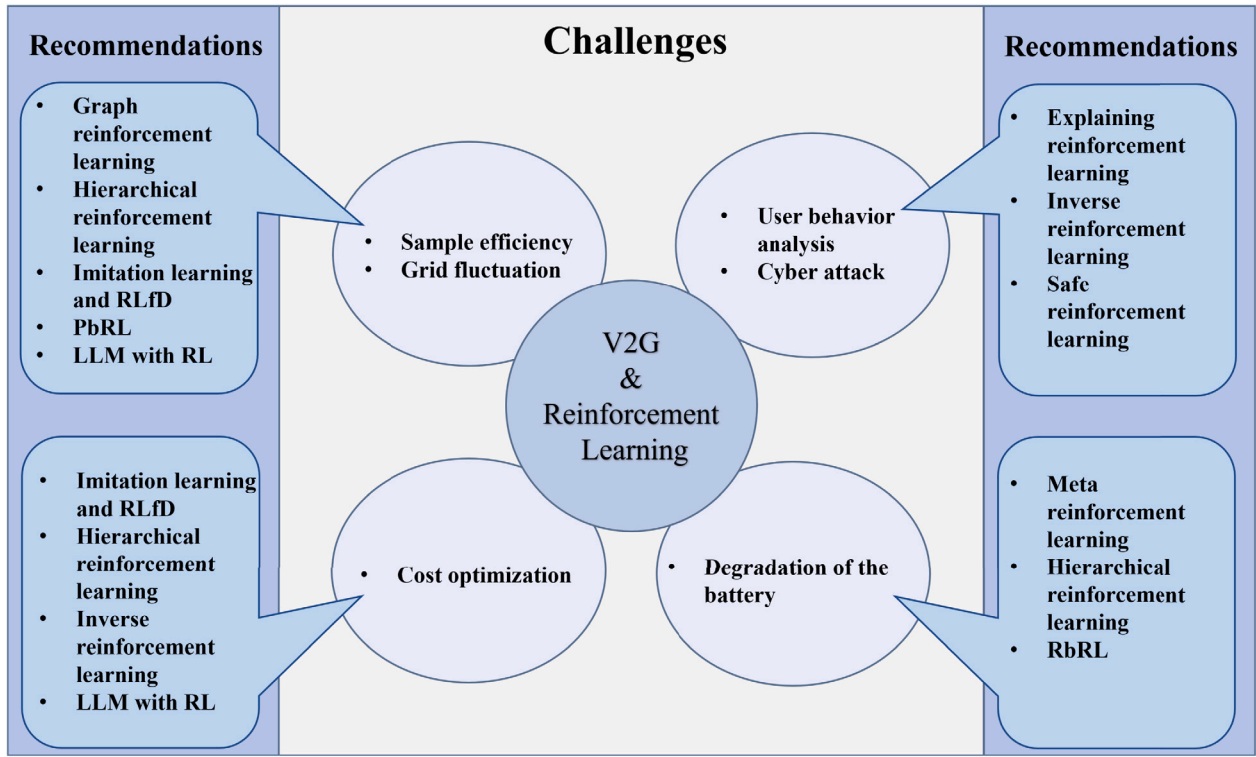 Recommendations
• Graph
reinforcement
learning
• Hierarchical
reinforcement
learning
• Imitation learning
and RLfD
• PbRL
• LLM with RL
• Imitation learning
and RLfD
• Hierarchical
reinforcement
learning
• Inverse
reinforcement
learning
• LLM with RL
Challenges
• Sample efficiency
• Grid fluctuation
• User behavior
analysis
• Cyber attack
V2G
&
Reinforcement
Learning
• Cost optimization
• Degradation of the
battery
Recommendations
• Explaining
reinforcement
learning
• Inverse
reinforcement
learning
• Safe
reinforcement
learning
• Meta
reinforcement
learning
• Hierarchical
reinforcement
learning
• RbRL